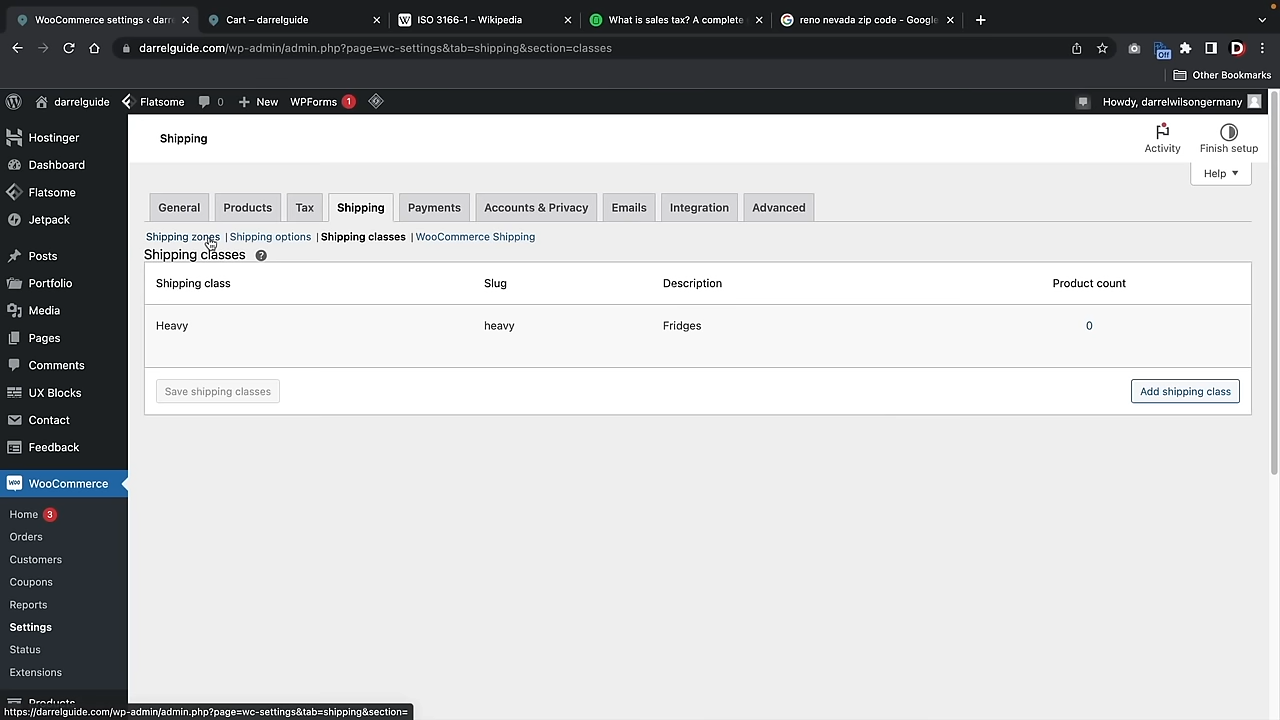 WooCommerce settings ‹ darre
Cart – darrelguide
ISO 3166-1 - Wikipedia
What is sales tax? A complete
reno nevada zip code - Google
darrelguide.com/wp-admin/admin.php?page=wc-settings&tab=shipping&section=classes
Off
D
Other Bookmarks
darrelguide
Flatsome
0
New
WPForms 1
Howdy, darrelwilsongermany
Hostinger
Dashboard
Flatsome
Jetpack
Posts
Portfolio
Media
Pages
Comments
UX Blocks
Contact
Feedback
WooCommerce
Home 3
Orders
Customers
Coupons
Reports
Settings
Status
Extensions
Products
Shipping
Activity
Finish setup
Help
General
Products
Tax
Shipping
Payments
Accounts & Privacy
Emails
Integration
Advanced
Shipping zones | Shipping options | Shipping classes | WooCommerce Shipping
Shipping classes ?
Shipping class Slug Description Product count
Heavy heavy Fridges 0
Save shipping classes
Add shipping class
https://darrelguide.com/wp-admin/admin.php?page=wc-settings&tab=shipping&section=